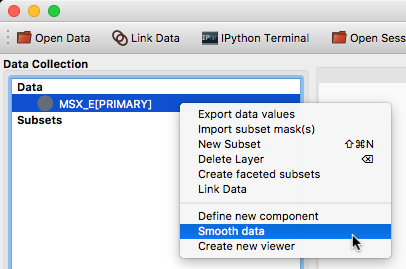 Open Data Link Data IPython Terminal Open Sess
Data Collection
Data
MSX_E[PRIMARY]
Subsets
Export data values
Import subset mask(s)
New Subset ⇧⌘N
Delete Layer ⌫
Create faceted subsets
Link Data
Define new component
Smooth data
Create new viewer